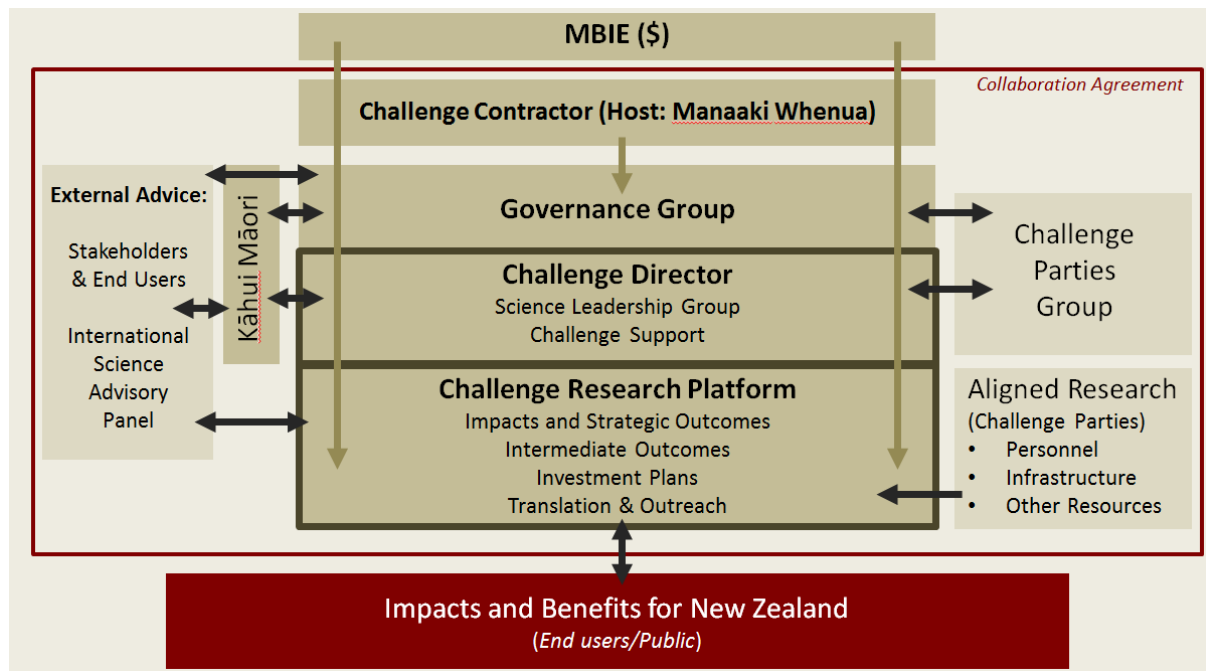 MBIE ($)
Collaboration Agreement
Challenge Contractor (Host: Manaaki Whenua)
External Advice:
Stakeholders
& End Users
International
Science
Advisory
Panel
Kāhui Māori
Governance Group
Challenge Director
Science Leadership Group
Challenge Support
Challenge Research Platform
Impacts and Strategic Outcomes
Intermediate Outcomes
Investment Plans
Translation & Outreach
Challenge
Parties
Group
Aligned Research
(Challenge Parties)
• Personnel
• Infrastructure
• Other Resources
Impacts and Benefits for New Zealand
(End users/Public)